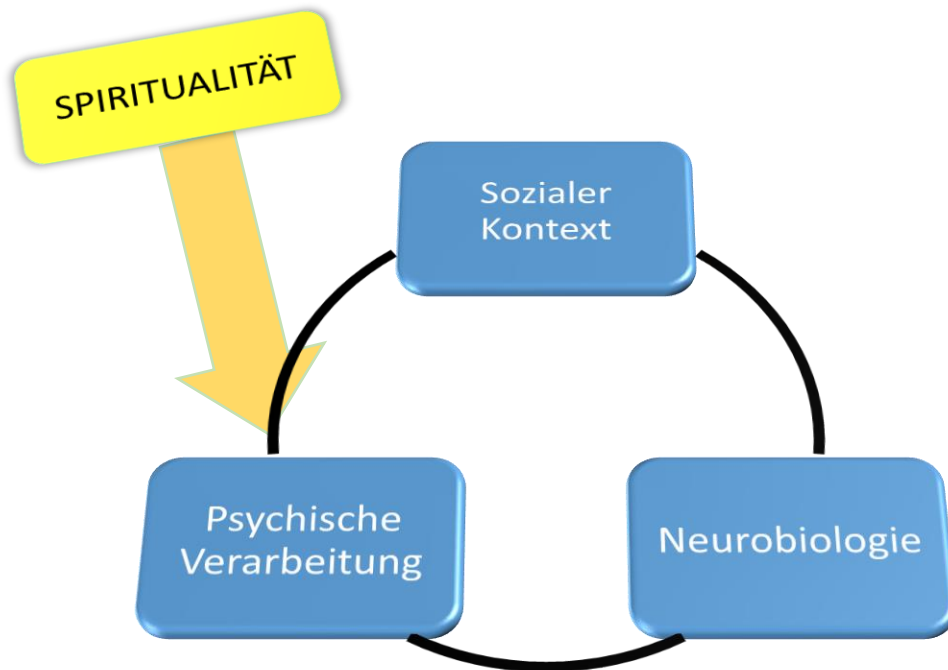 SPIRITUALITÄT
Sozialer
Kontext
Psychische
Verarbeitung
Neurobiologie